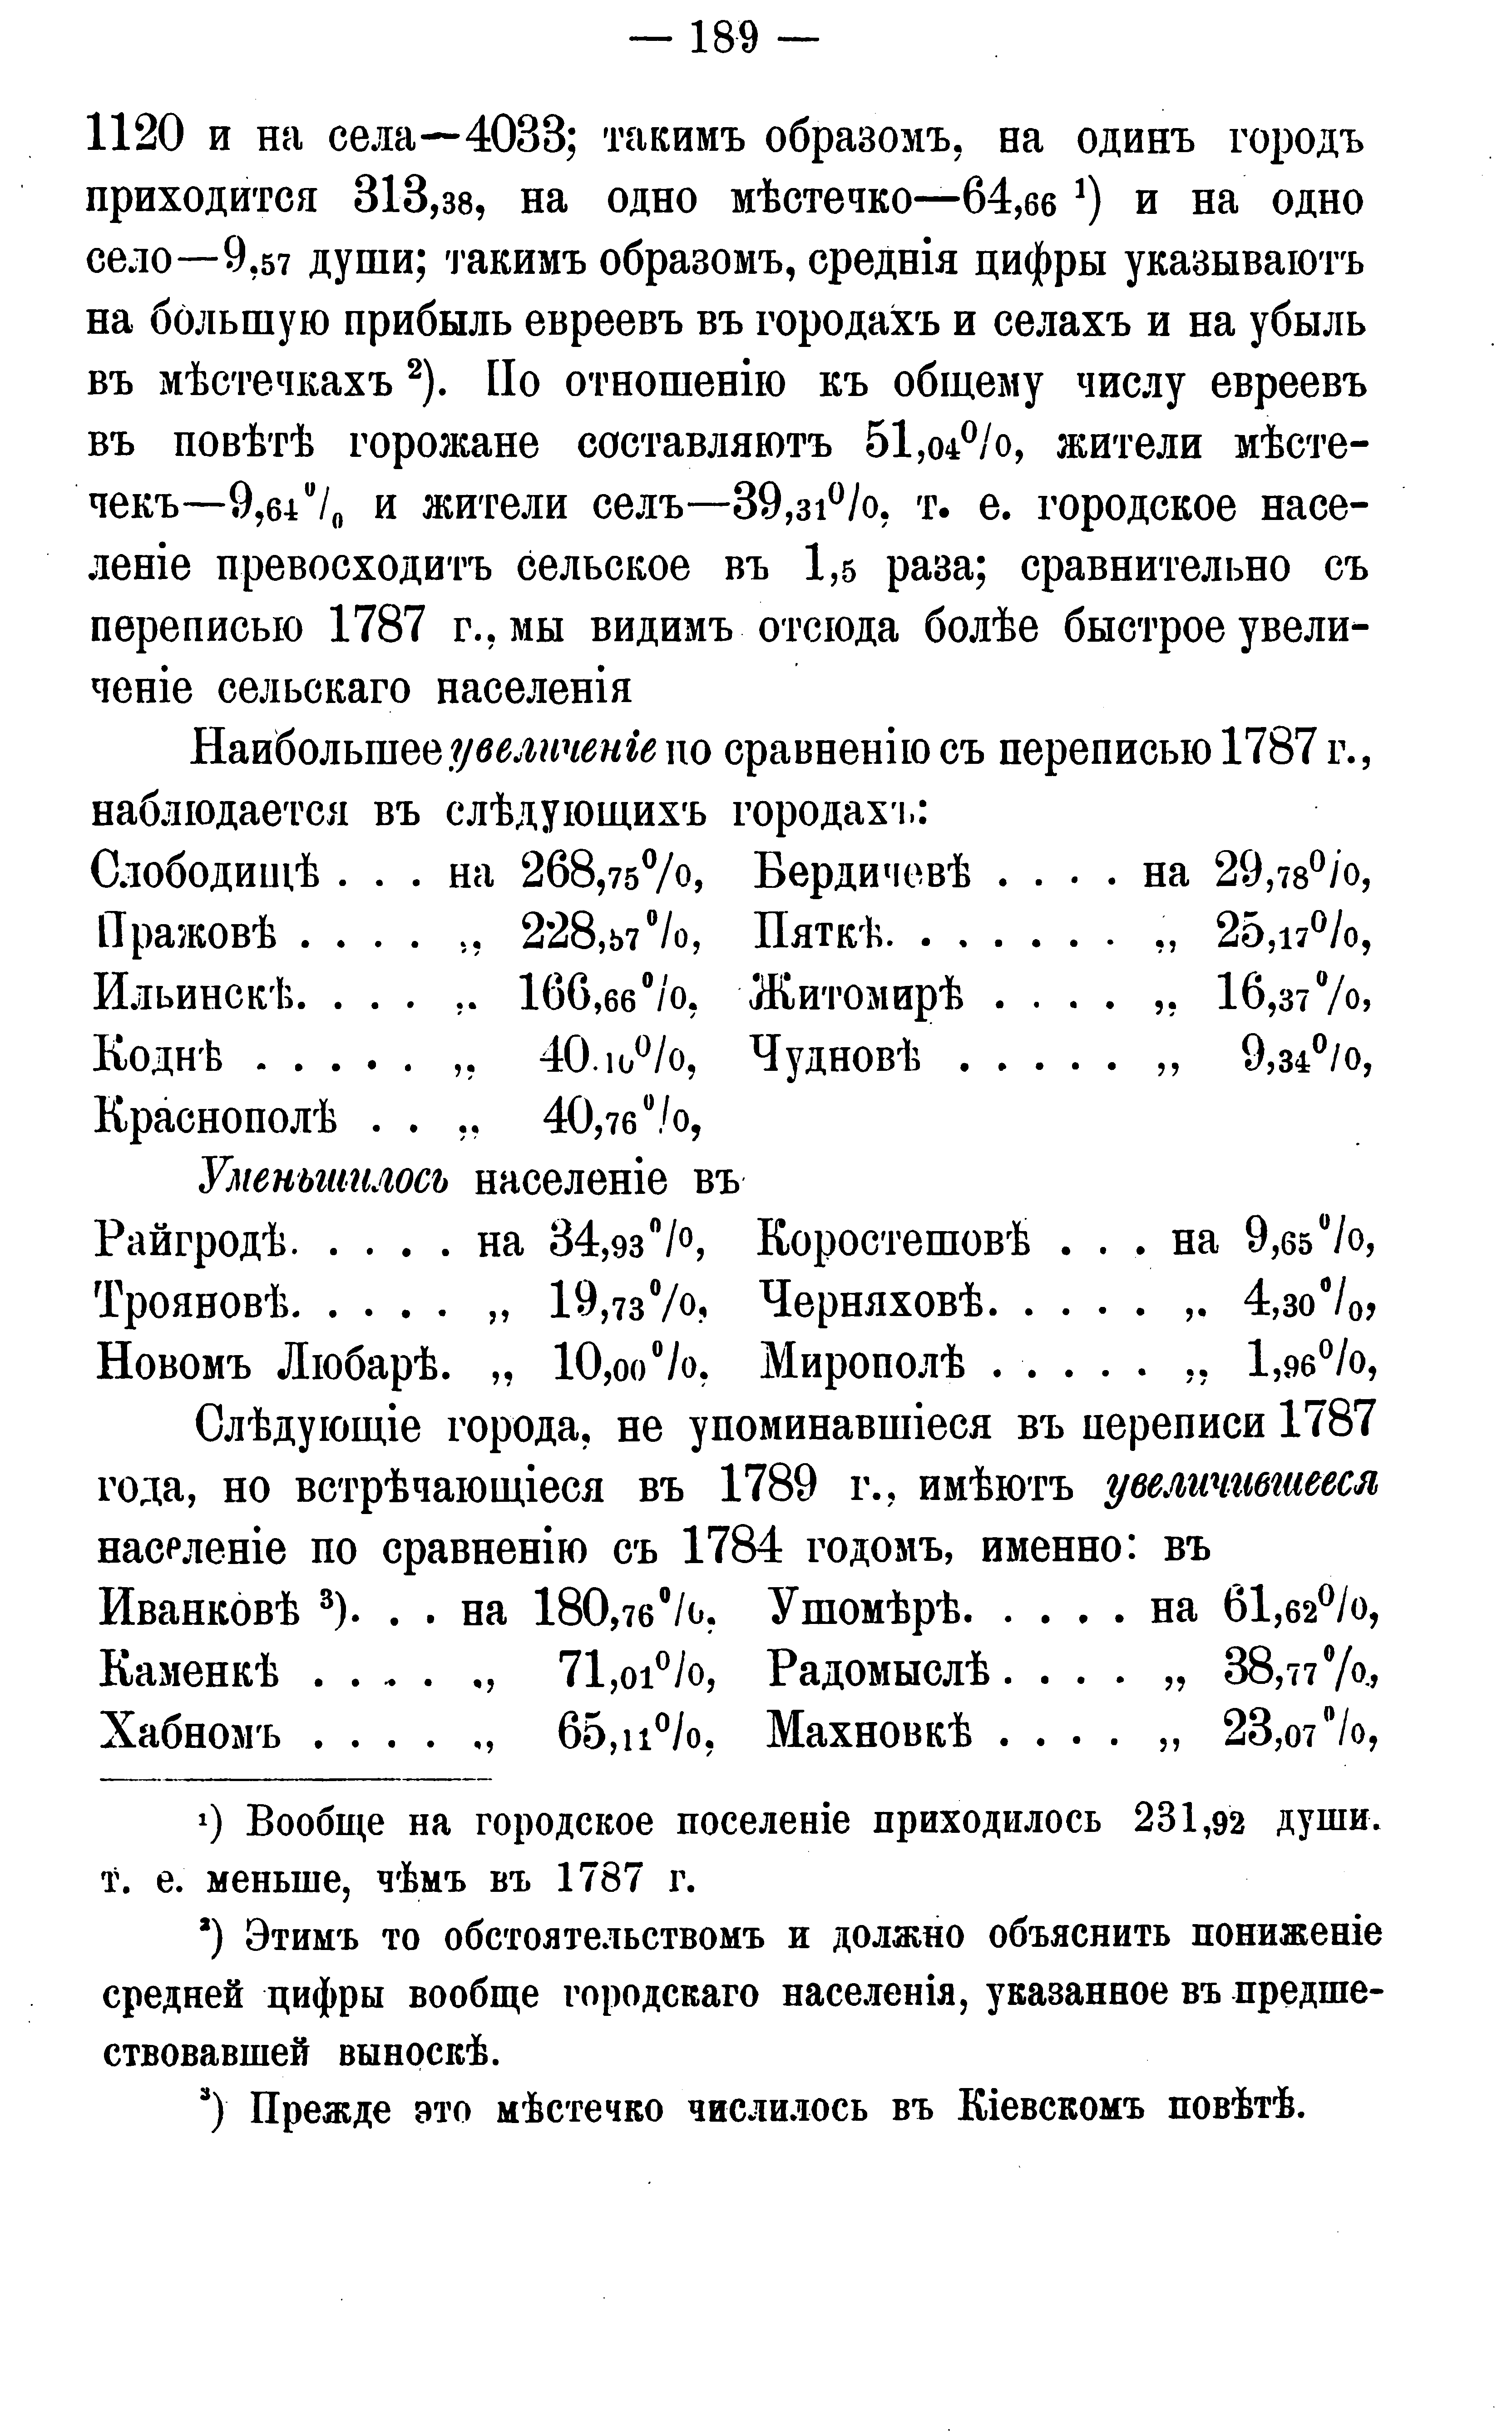 — 189 —
1120 и на села—4033; такимъ образомъ, на одинъ городъ
приходится 313,38, на одно мѣстечко—64,66 ¹) и на одно
село—9,57 души; такимъ образомъ, среднія цифры указываютъ
на большую прибыль евреевъ въ городахъ и селахъ и на убыль
въ мѣстечкахъ ²). По отношенію къ общему числу евреевъ
въ повѣтѣ горожане составляютъ 51,04%, жители мѣсте-
чекъ—9,64% и жители селъ—39,31%, т. е. городское насе-
леніе превосходитъ сельское въ 1,5 раза; сравнительно съ
переписью 1787 г., мы видимъ отсюда болѣе быстрое увели-
ченіе сельскаго населенія
Наибольшее увеличеніе по сравненію съ переписью 1787 г.,
наблюдается въ слѣдующихъ городахъ:
Слободищѣ . . . на 268,75%, Бердичевѣ . . . . на 29,78%,
Пражовѣ . . . . „ 228,57%, Пяткѣ. . . . . . . „ 25,17%,
Ильинскѣ. . . . „ 166,66%, Житомирѣ . . . . „ 16,37%,
Коднѣ . . . . . „ 40.10%, Чудновѣ . . . . . „ 9,34%,
Краснополѣ . . „ 40,76%,
Уменьшилось населеніе въ
Райгродѣ. . . . . на 34,93%, Коростешовѣ . . . на 9,65%,
Трояновѣ. . . . . „ 19,73%, Черняховѣ. . . . . „ 4,30%,
Новомъ Любарѣ. „ 10,00%, Мирополѣ . . . . . „ 1,96%,
Слѣдующіе города, не упоминавшіеся въ переписи 1787
года, но встрѣчающіеся въ 1789 г., имѣютъ увеличившееся
населеніе по сравненію съ 1784 годомъ, именно: въ
Иванковѣ ³). . . на 180,76%, Ушомѣрѣ. . . . . на 61,62%,
Каменкѣ . . . . „ 71,01%, Радомыслѣ . . . . „ 38,77%,
Хабномъ . . . . . „ 65,11%, Махновкѣ . . . . „ 23,07%,
¹) Вообще на городское поселеніе приходилось 231,92 души.
т. е. меньше, чѣмъ въ 1787 г.
²) Этимъ то обстоятельствомъ и должно объяснить пониженіе
средней цифры вообще городскаго населенія, указанное въ предше-
ствовавшей выноскѣ.
³) Прежде это мѣстечко числилось въ Кіевскомъ повѣтѣ.